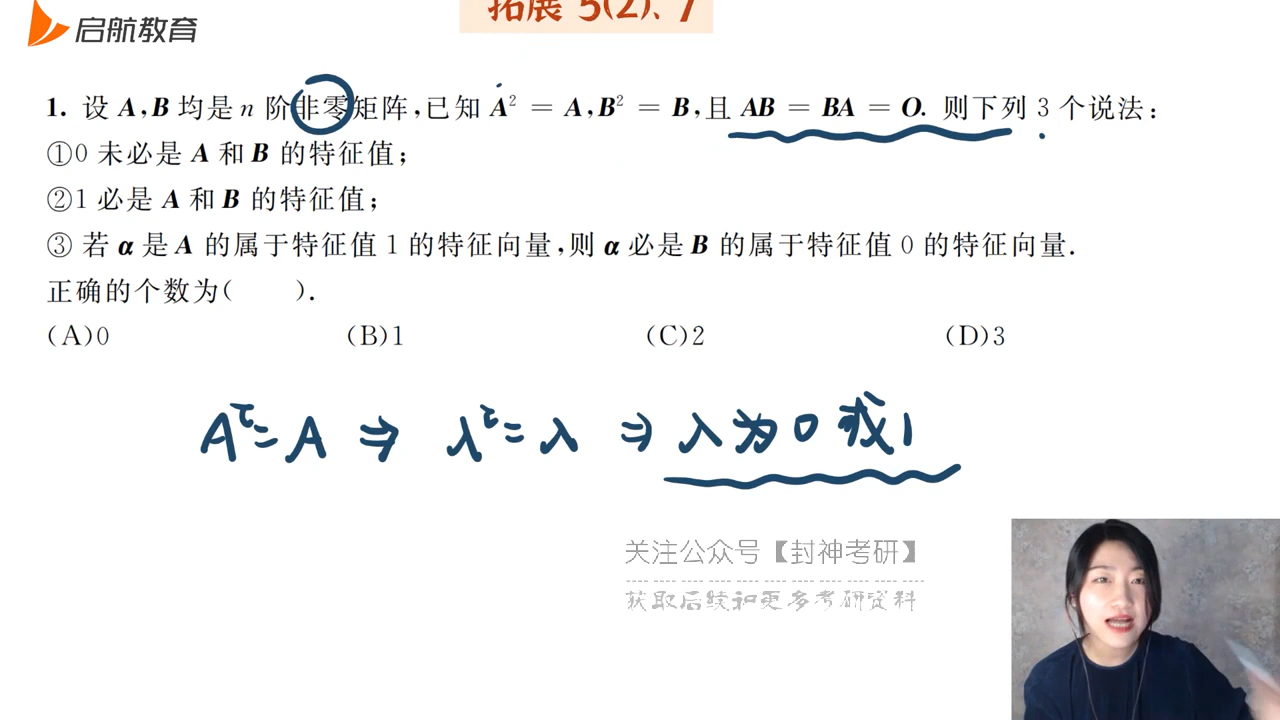 拓展 5(2)、7
启航教育
1. 设 A,B 均是 n 阶非零矩阵,已知 A² = A,B² = B,且 AB = BA = O. 则下列 3 个说法:
①0 未必是 A 和 B 的特征值;
②1 必是 A 和 B 的特征值;
③ 若 α 是 A 的属于特征值 1 的特征向量,则 α 必是 B 的属于特征值 0 的特征向量.
正确的个数为(  ).
(A)0 (B)1 (C)2 (D)3
A²=A ⇒ λ²=λ ⇒ λ为0或1
关注公众号【封神考研】
获取后续和更多考研资料